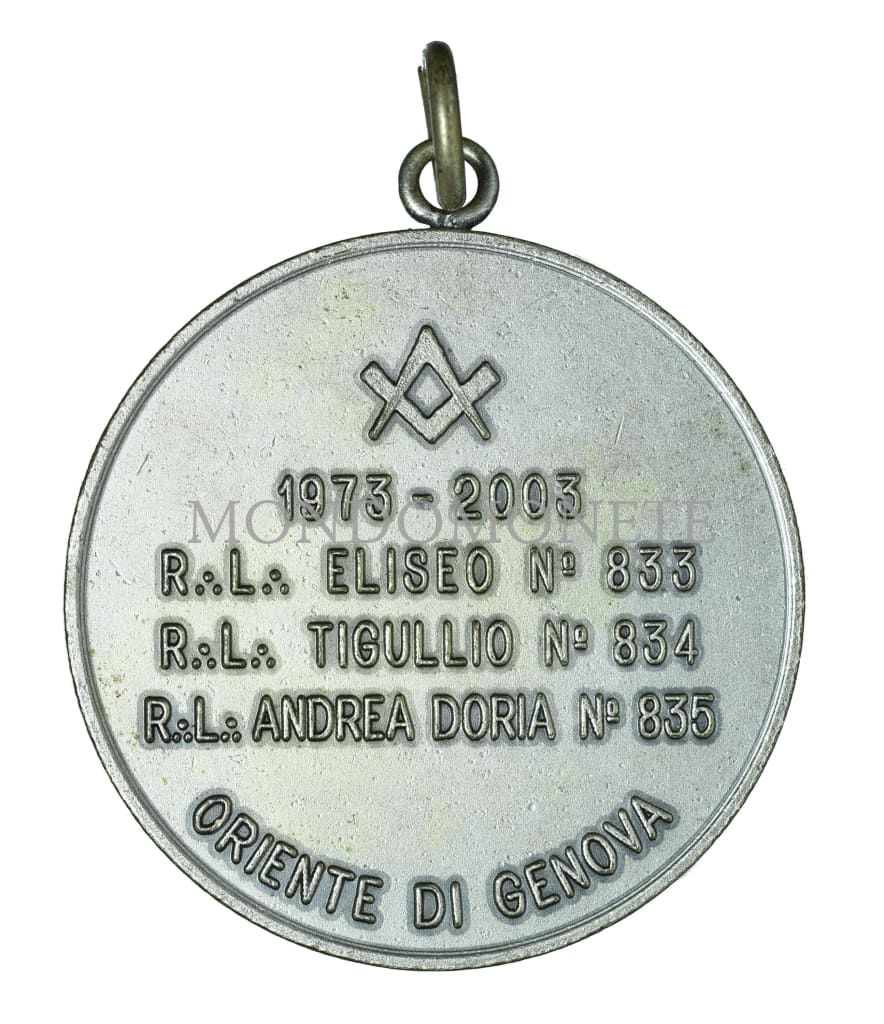 1973 - 2003
MONDOMONETE
R∴L∴ ELISEO Nº 833
R∴L∴ TIGULLIO Nº 834
R∴L∴ ANDREA DORIA Nº 835
ORIENTE DI GENOVA